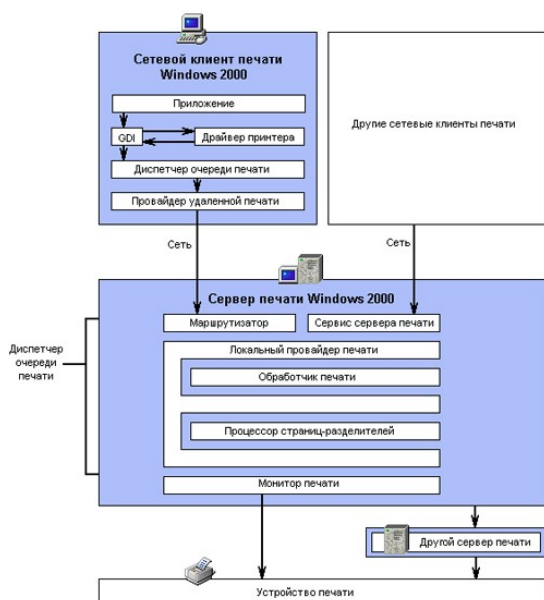 Сетевой клиент печати
Windows 2000
Приложение
GDI
Драйвер принтера
Диспетчер очереди печати
Провайдер удаленной печати
Другие сетевые клиенты печати
Сеть
Сеть
Сервер печати Windows 2000
Маршрутизатор
Сервис сервера печати
Диспетчер
очереди
печати
Локальный провайдер печати
Обработчик печати
Процессор страниц-разделителей
Монитор печати
Другой сервер печати
Устройство печати